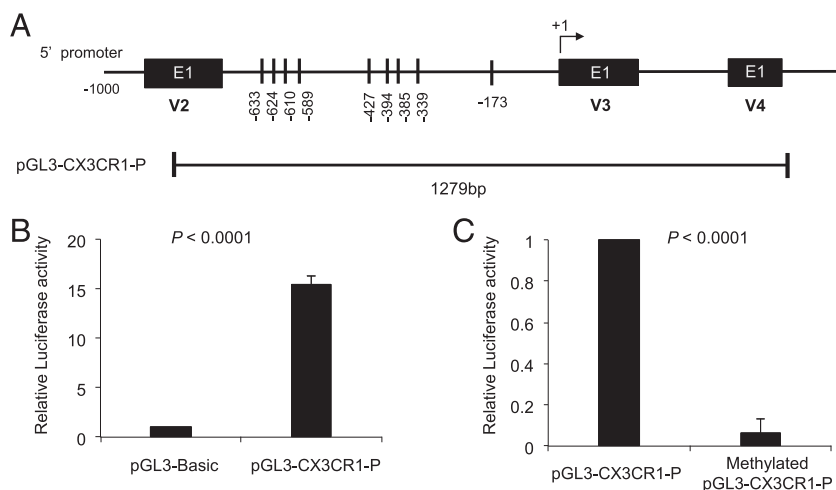 A
+1
5' promoter
E1
E1
E1
-1000
V2
-633
-624
-610
-589
-427
-394
-385
-339
-173
V3
V4
pGL3-CX3CR1-P
1279bp
B
P < 0.0001
Relative Luciferase activity
20
15
10
5
0
pGL3-Basic
pGL3-CX3CR1-P
C
P < 0.0001
Relative Luciferase activity
1
0.8
0.6
0.4
0.2
0
pGL3-CX3CR1-P
Methylated
pGL3-CX3CR1-P